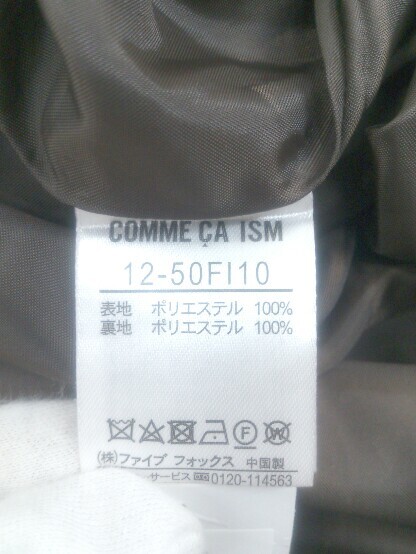 COMME ÇA ISM
12-50FI10
表地 ポリエステル 100%
裏地 ポリエステル 100%
(株)ファイブ フォックス 中国製
サービス 0120-114563